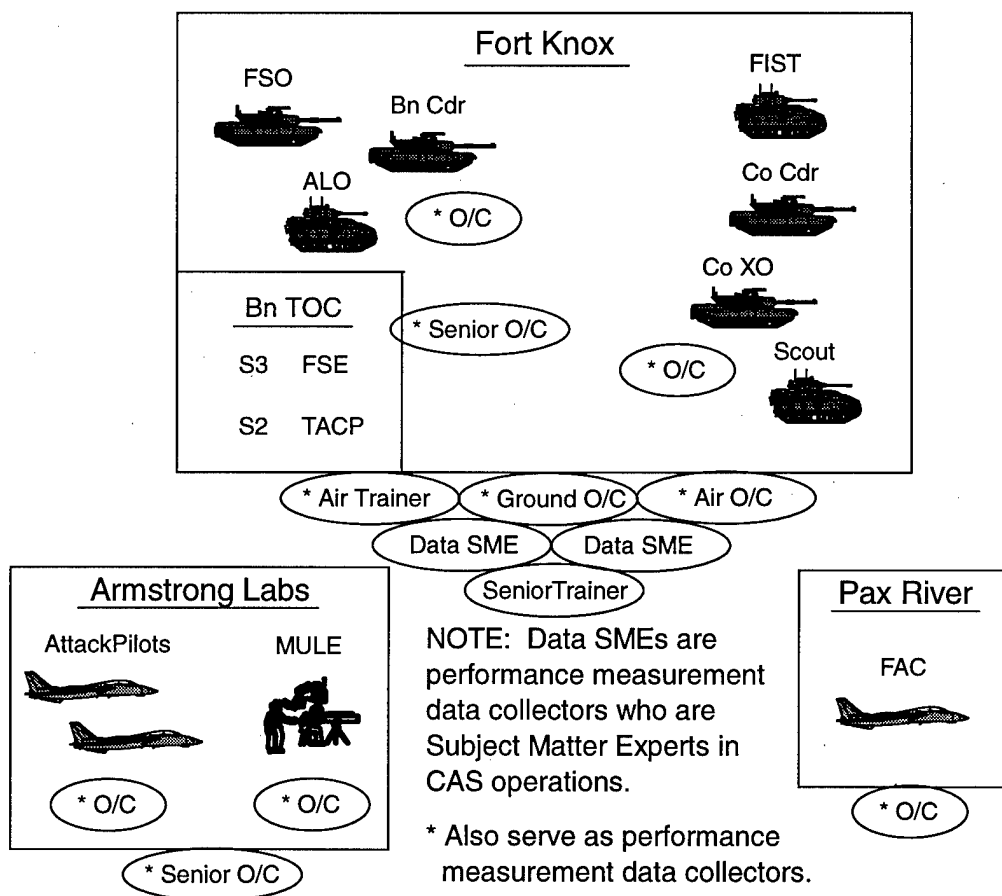 Fort Knox
FSO
Bn Cdr
FIST
ALO
* O/C
Co Cdr
Co XO
Bn TOC
* Senior O/C
S3 FSE
* O/C
Scout
S2 TACP
* Air Trainer
* Ground O/C
* Air O/C
Data SME
Data SME
SeniorTrainer
Armstrong Labs
AttackPilots
MULE
* O/C
* O/C
* Senior O/C
NOTE: Data SMEs are
performance measurement
data collectors who are
Subject Matter Experts in
CAS operations.
* Also serve as performance
measurement data collectors.
Pax River
FAC
* O/C